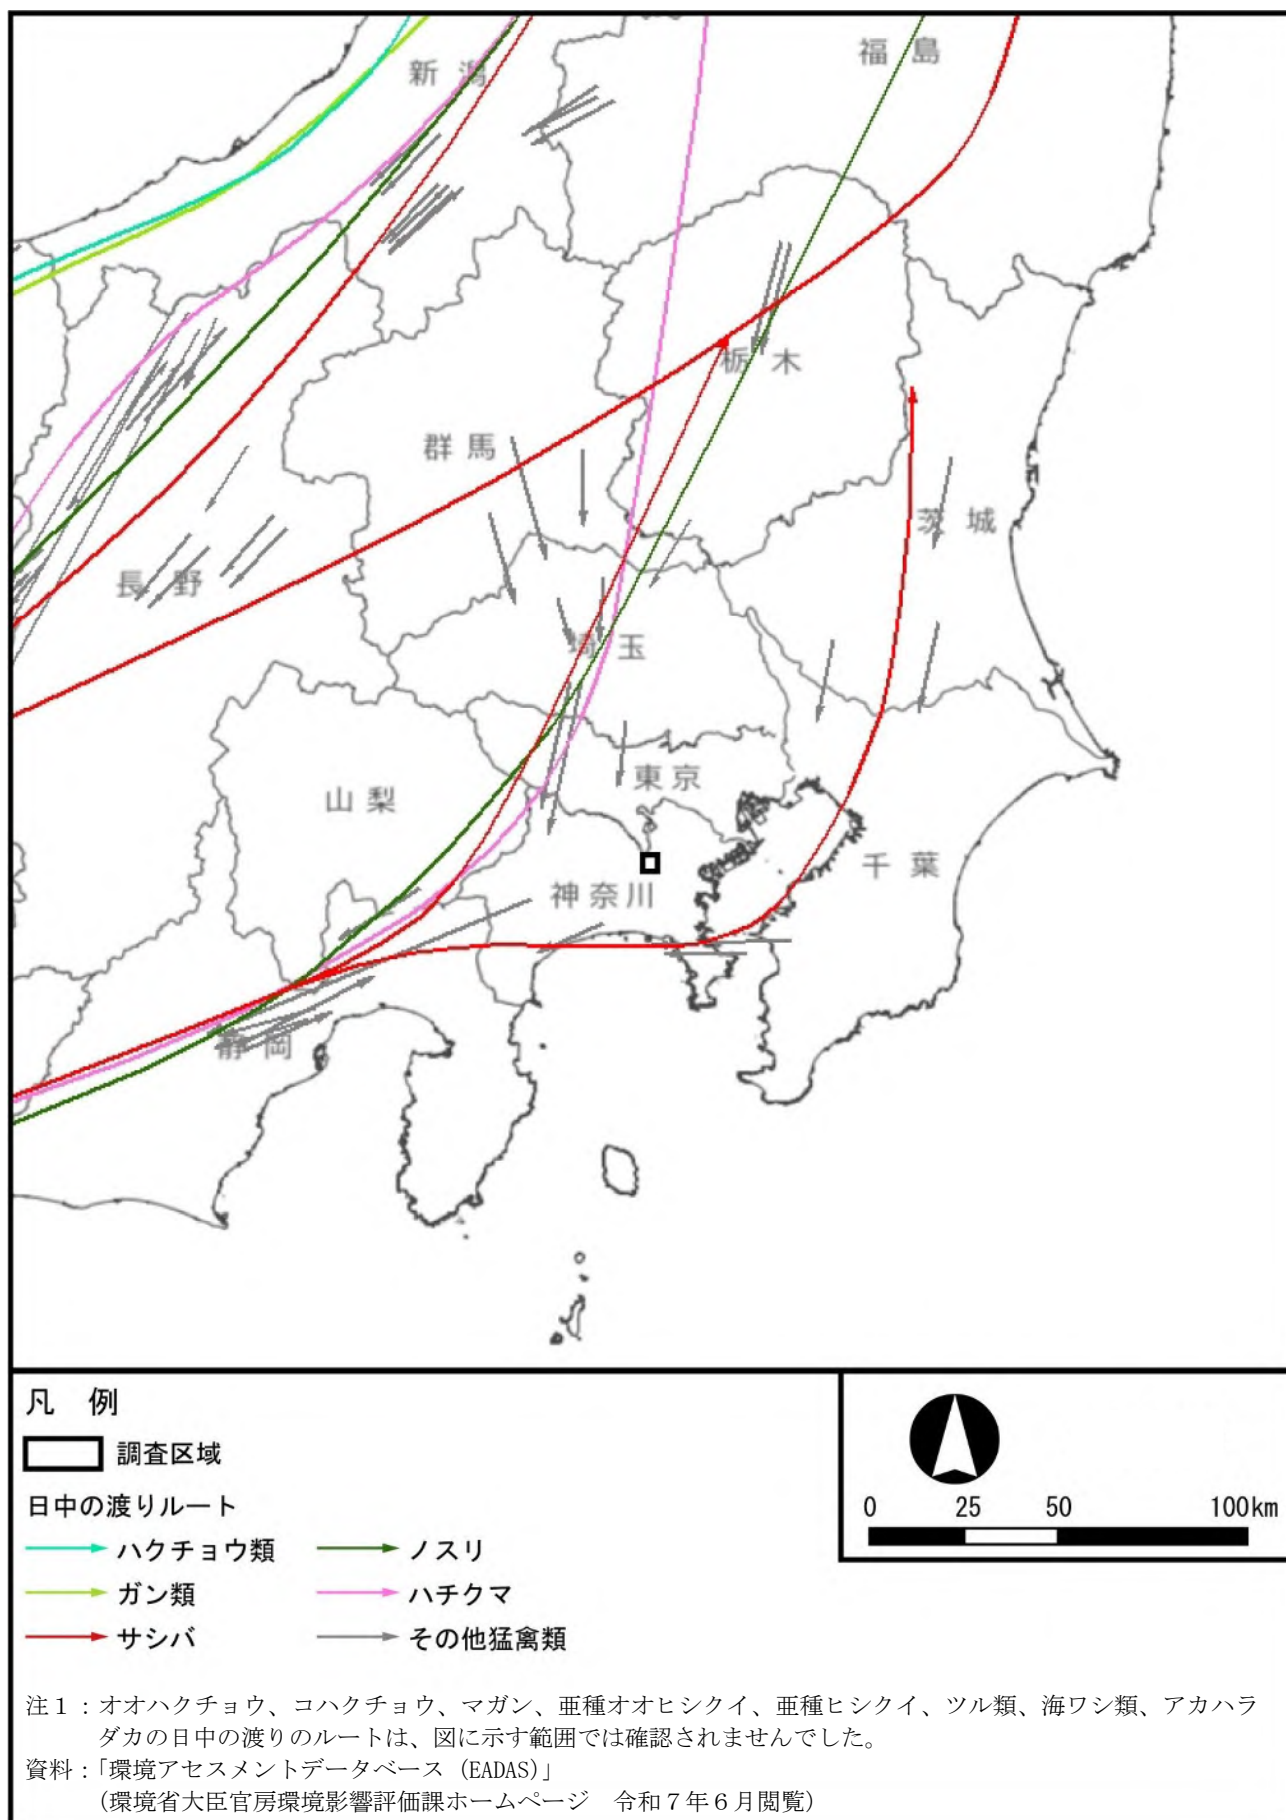 新潟
福島
栃木
群馬
茨城
長野
埼玉
東京
山梨
千葉
神奈川
静岡
凡 例
調査区域
日中の渡りルート
ハクチョウ類
ノスリ
ガン類
ハチクマ
サシバ
その他猛禽類
0 25 50 100km
注1：オオハクチョウ、コハクチョウ、マガン、亜種オオヒシクイ、亜種ヒシクイ、ツル類、海ワシ類、アカハラ
ダカの日中の渡りのルートは、図に示す範囲では確認されませんでした。
資料：「環境アセスメントデータベース（EADAS）」
（環境省大臣官房環境影響評価課ホームページ 令和７年６月閲覧）